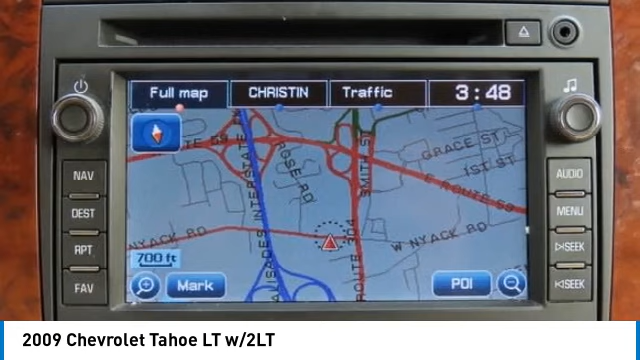 Full map
CHRISTIN
Traffic
3:48
NAV
DEST
RPT
FAV
AUDIO
MENU
SEEK
SEEK
TE 59
ROSE RD
SMITH ST
GRACE ST
1ST ST
E ROUTE 59
PALISADES INTERSTATE
NYACK RD
W NYACK RD
ROUTE 304
700 ft
Mark
POI
2009 Chevrolet Tahoe LT w/2LT